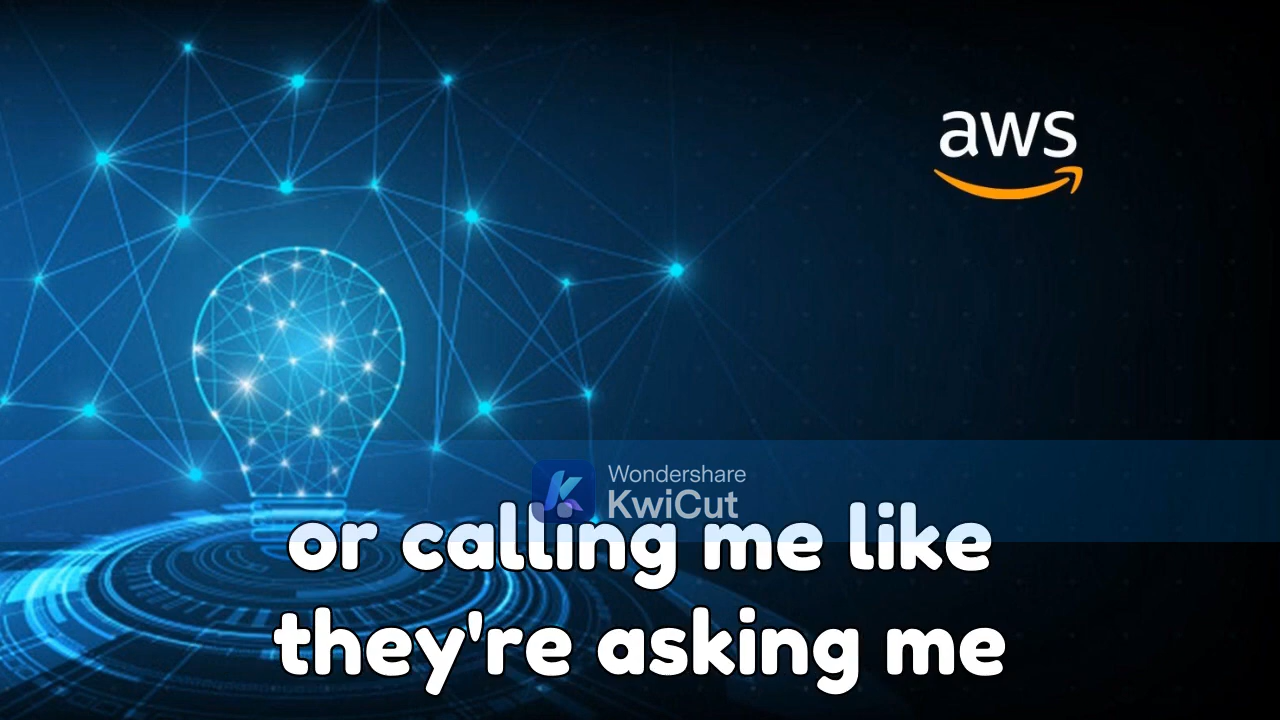 aws
Wondershare
KwiCut
or calling me like
they're asking me